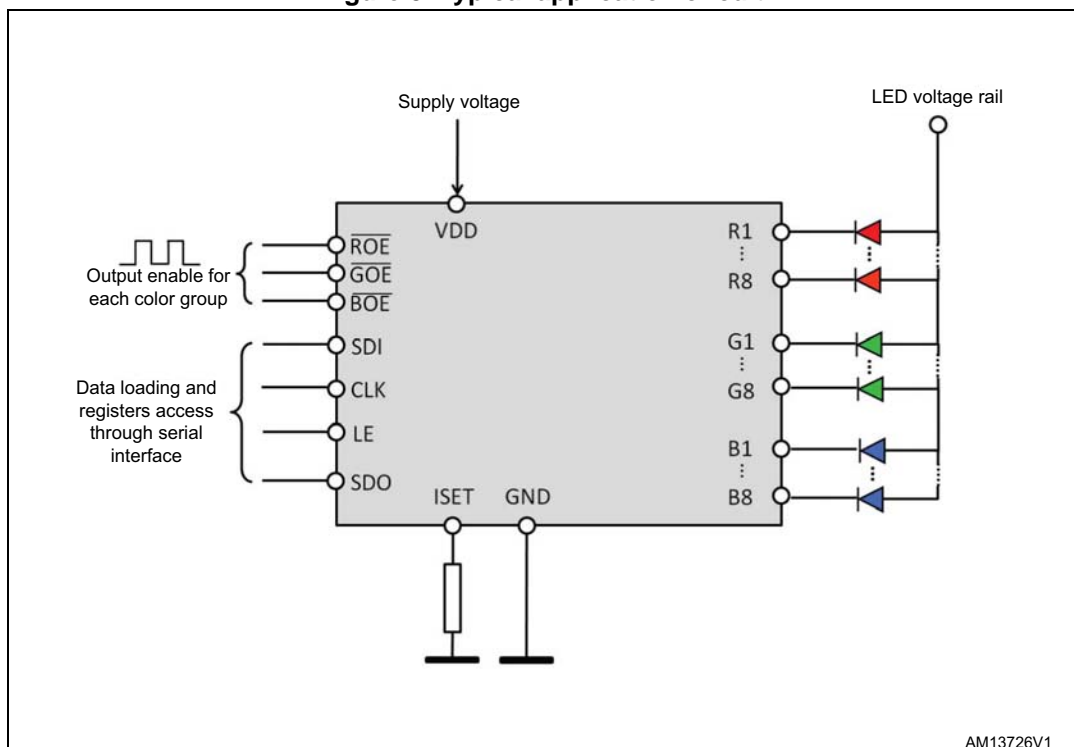 Supply voltage
LED voltage rail
VDD
ROE
GOE
BOE
Output enable for
each color group
SDI
CLK
LE
SDO
Data loading and
registers access
through serial
interface
ISET
GND
R1
R8
G1
G8
B1
B8
AM13726V1